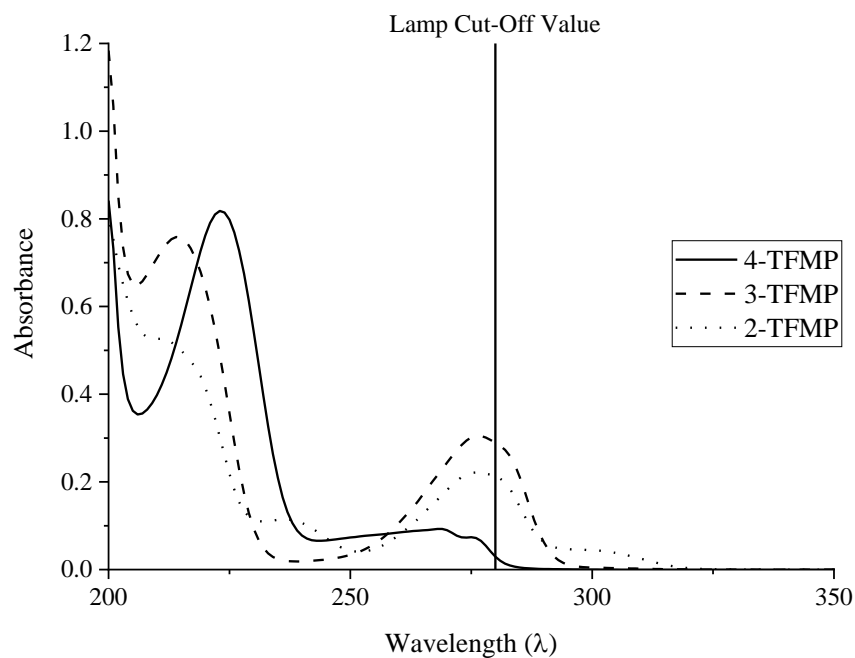 Lamp Cut-Off Value
1.2
1.0
0.8
0.6
0.4
0.2
0.0
Absorbance
4-TFMP
3-TFMP
2-TFMP
200
250
300
350
Wavelength (λ)